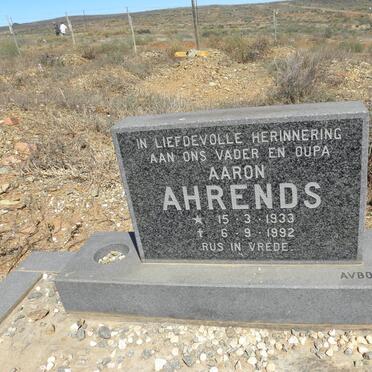 IN LIEFDEVOLLE HERINNERING
AAN ONS VADER EN OUPA
AARON
AHRENDS
★ 15 · 3 · 1933
✝ 6 · 9 · 1992
RUS IN VREDE.
AVBO